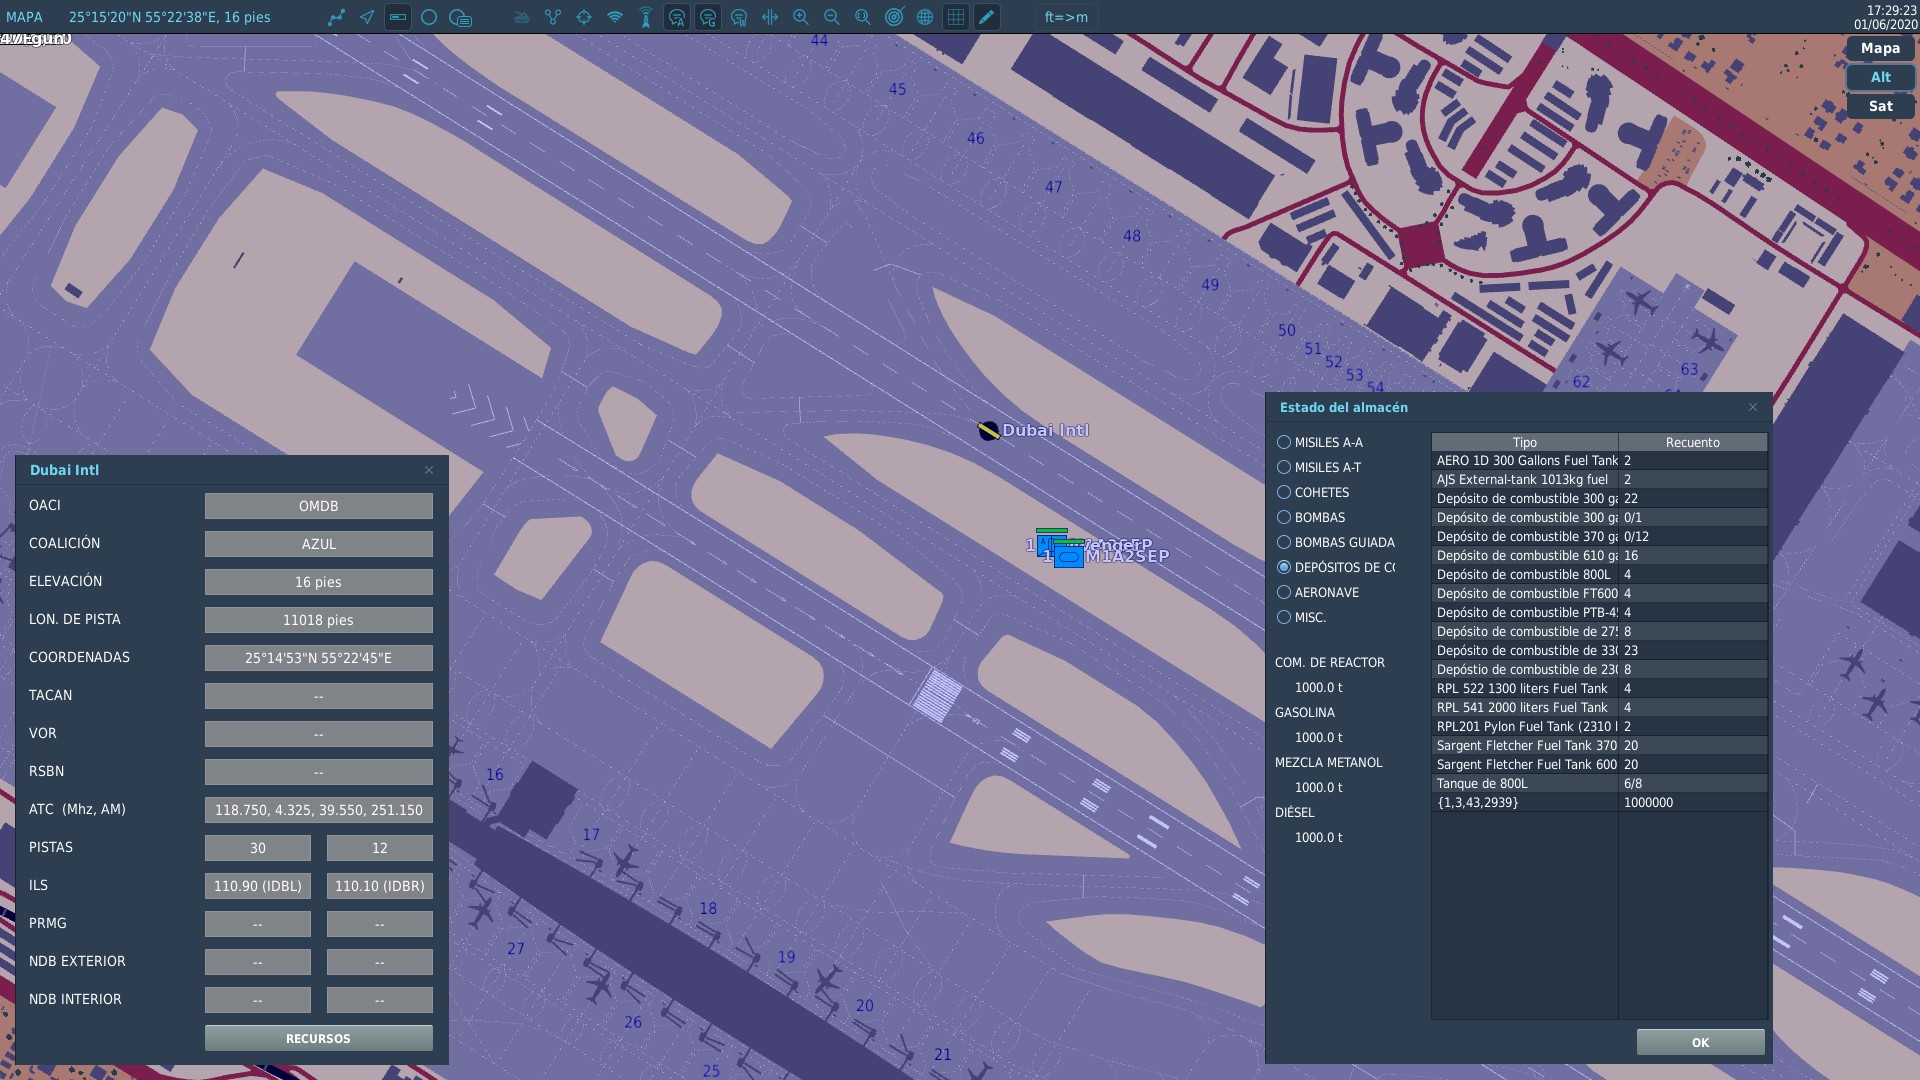 MAPA
25°15'20"N 55°22'38"E, 16 pies
ft=>m
17:29:23
01/06/2020
Mapa
Alt
Sat
44
45
46
47
48
49
50
51
52
53
54
62
63
Dubai Intl
M1A2SEP
16
17
18
19
20
21
27
26
25
Dubai Intl
OACI OMDB
COALICIÓN AZUL
ELEVACIÓN 16 pies
LON. DE PISTA 11018 pies
COORDENADAS 25°14'53"N 55°22'45"E
TACAN --
VOR --
RSBN --
ATC (Mhz, AM) 118.750, 4.325, 39.550, 251.150
PISTAS 30 12
ILS 110.90 (IDBL) 110.10 (IDBR)
PRMG -- --
NDB EXTERIOR -- --
NDB INTERIOR -- --
RECURSOS
Estado del almacén
MISILES A-A
MISILES A-T
COHETES
BOMBAS
BOMBAS GUIADA
DEPÓSITOS DE CO
AERONAVE
MISC.
COM. DE REACTOR
1000.0 t
GASOLINA
1000.0 t
MEZCLA METANOL
1000.0 t
DIÉSEL
1000.0 t
Tipo Recuento
AERO 1D 300 Gallons Fuel Tank 2
AJS External-tank 1013kg fuel 2
Depósito de combustible 300 ga 22
Depósito de combustible 300 ga 0/1
Depósito de combustible 370 ga 0/12
Depósito de combustible 610 ga 16
Depósito de combustible 800L 4
Depósito de combustible FT600 4
Depósito de combustible PTB-45 4
Depósito de combustible de 275 8
Depósito de combustible de 330 23
Depóstio de combustible de 230 8
RPL 522 1300 liters Fuel Tank 4
RPL 541 2000 liters Fuel Tank 4
RPL201 Pylon Fuel Tank (2310 l 2
Sargent Fletcher Fuel Tank 370 20
Sargent Fletcher Fuel Tank 600 20
Tanque de 800L 6/8
{1,3,43,2939} 1000000
OK